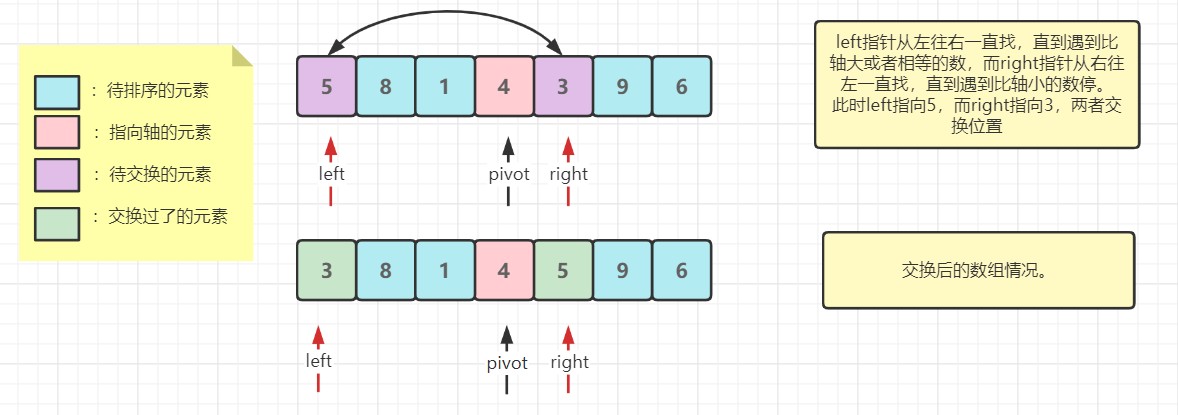 ：待排序的元素
：指向轴的元素
：待交换的元素
：交换过了的元素
5 8 1 4 3 9 6
left pivot right
left指针从左往右一直找，直到遇到比
轴大或者相等的数，而right指针从右往
左一直找，直到遇到比轴小的数停。
此时left指向5，而right指向3，两者交
换位置
3 8 1 4 5 9 6
left pivot right
交换后的数组情况。